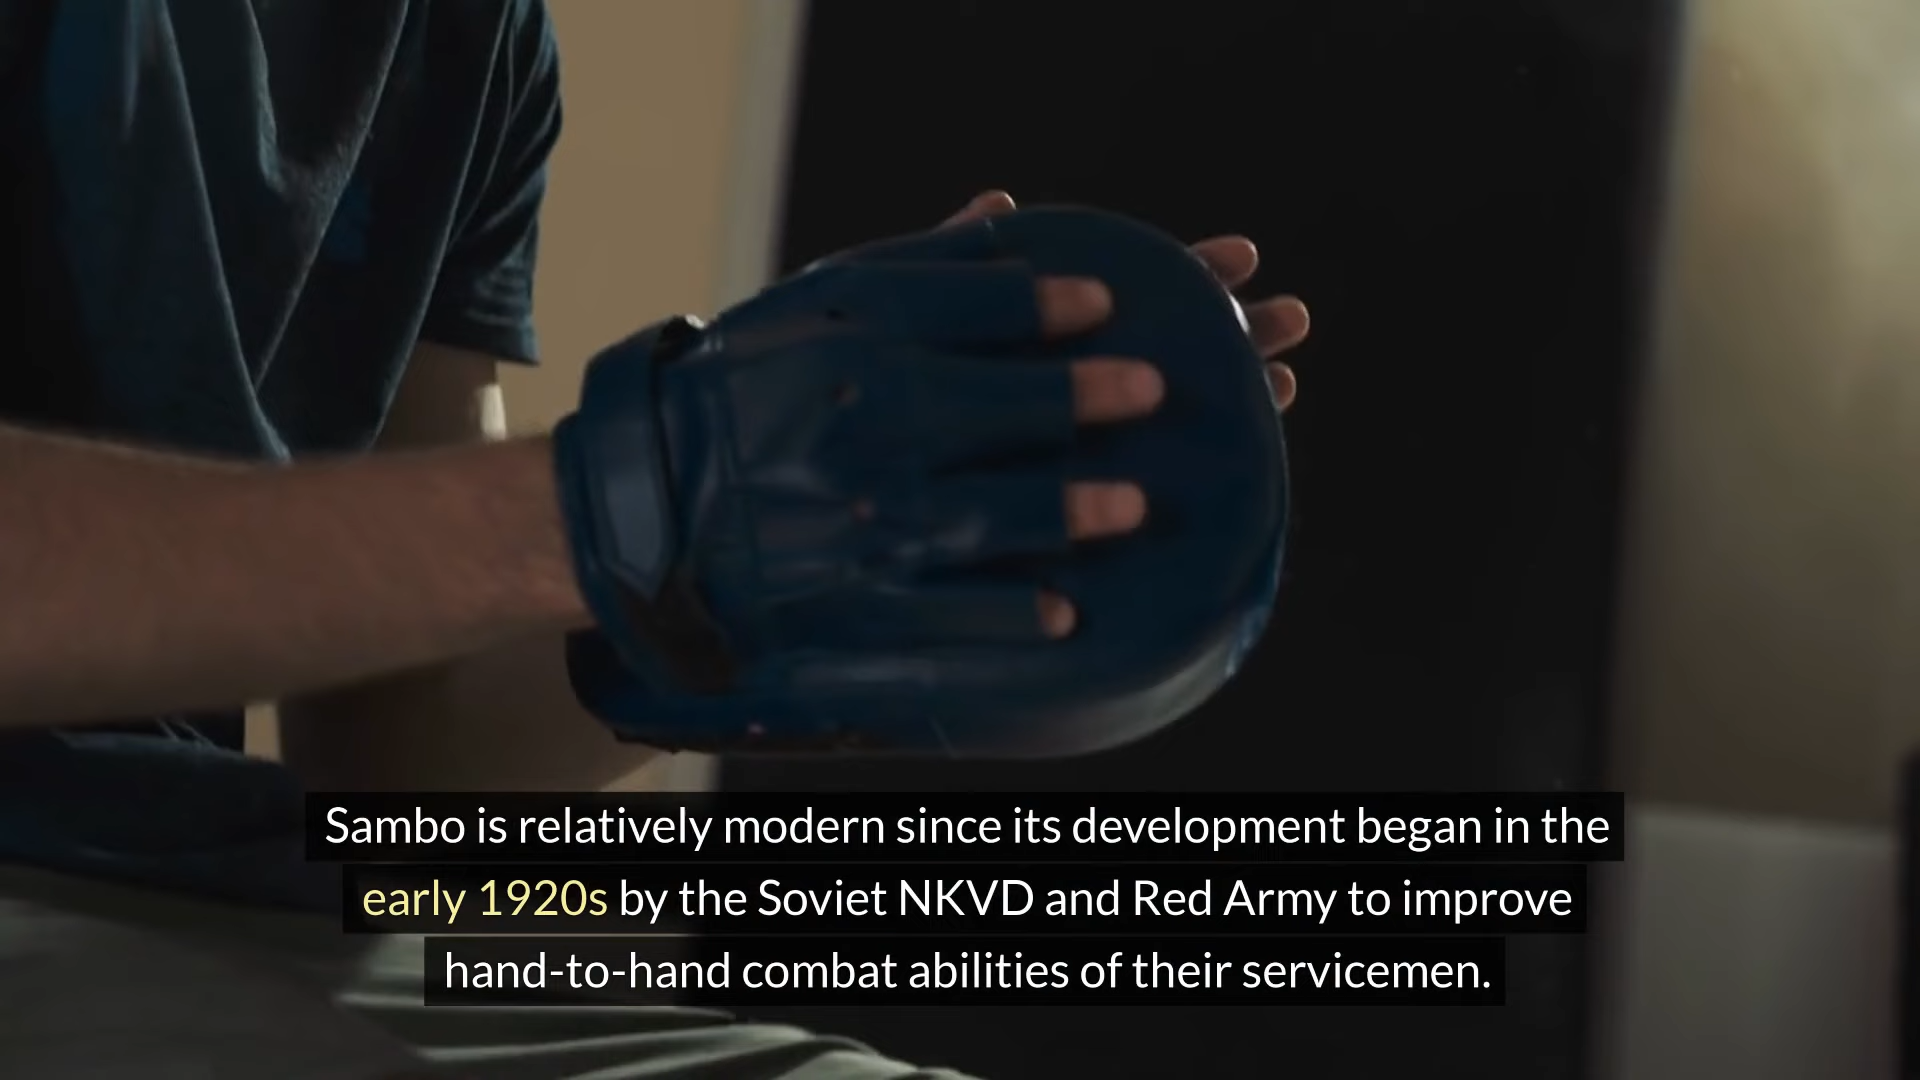 Sambo is relatively modern since its development began in the
early 1920s by the Soviet NKVD and Red Army to improve
hand-to-hand combat abilities of their servicemen.